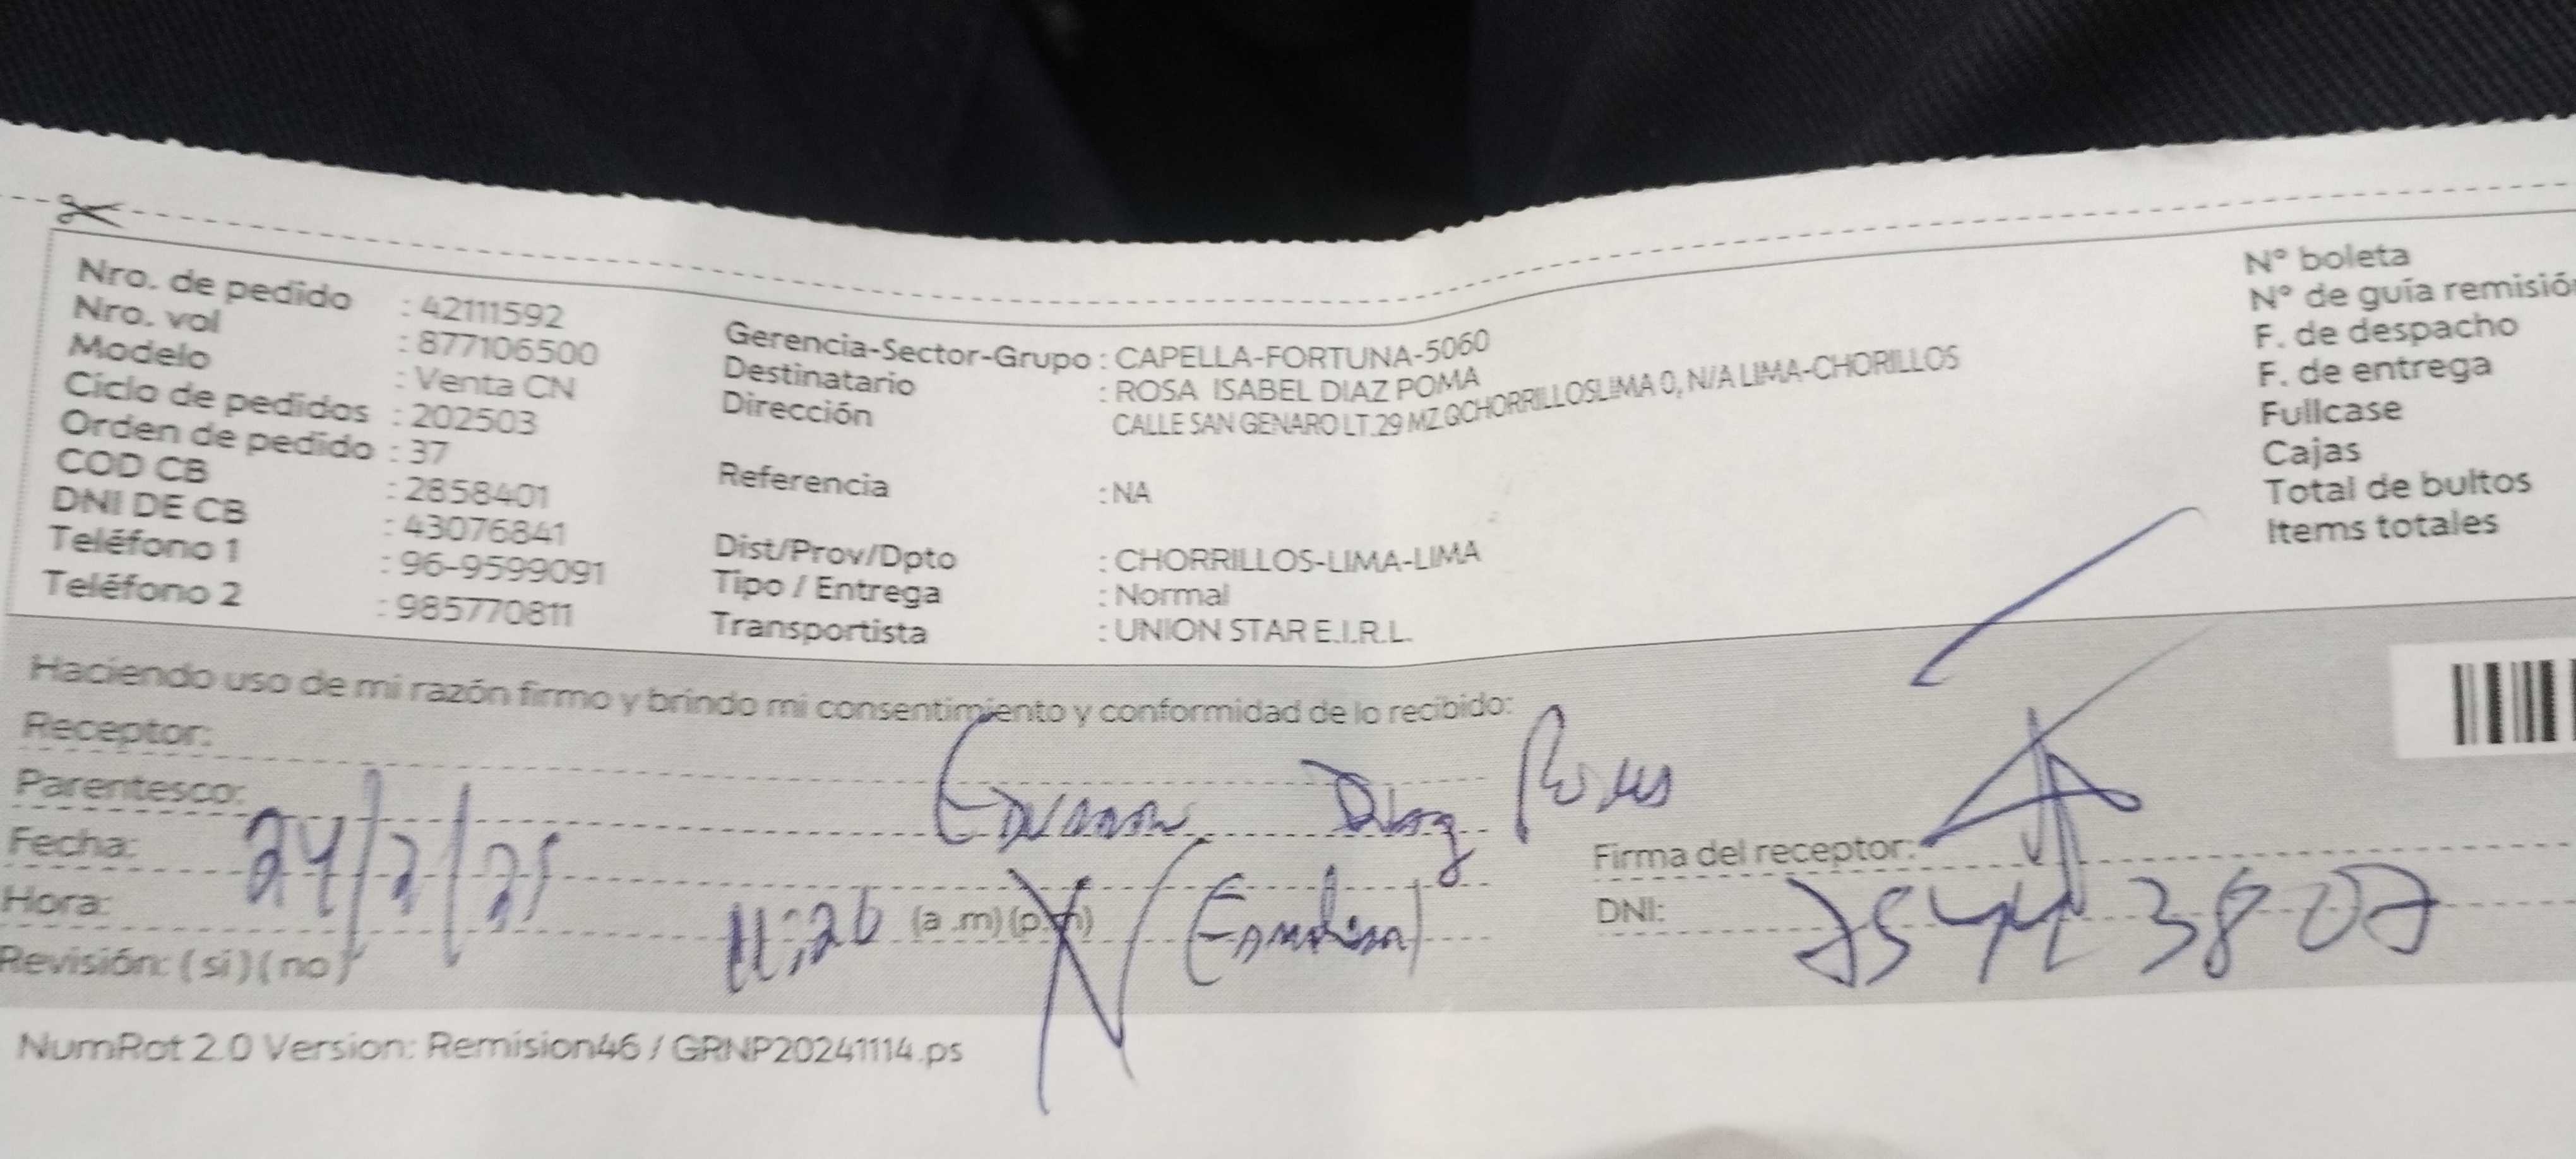 Nro. de pedido : 42111592
Nro. vol : 877106500
Modelo : Venta CN
Ciclo de pedidos : 202503
Orden de pedido : 37
COD CB : 2858401
DNI DE CB : 43076841
Teléfono 1 : 96-9599091
Teléfono 2 : 985770811
Gerencia-Sector-Grupo : CAPELLA-FORTUNA-5060
Destinatario : ROSA ISABEL DIAZ POMA
Dirección CALLE SAN GENARO LT.29 MZ.QCHORRILLOSLIMA 0, N/A LIMA-CHORILLOS
Referencia : NA
Dist/Prov/Dpto : CHORRILLOS-LIMA-LIMA
Tipo / Entrega : Normal
Transportista : UNION STAR E.I.R.L.
N° boleta
N° de guía remisió
F. de despacho
F. de entrega
Fullcase
Cajas
Total de bultos
Items totales
Haciendo uso de mi razón firmo y brindo mi consentimiento y conformidad de lo recibido:
Receptor: Diaz
Parentesco:
Fecha: 24/2/25
Hora: 11:26 (a .m) (p.m)
Revisión: ( si ) ( no )
Firma del receptor:
DNI: 75443807
NumRot 2.0 Version: Remision46 / GRNP20241114.ps